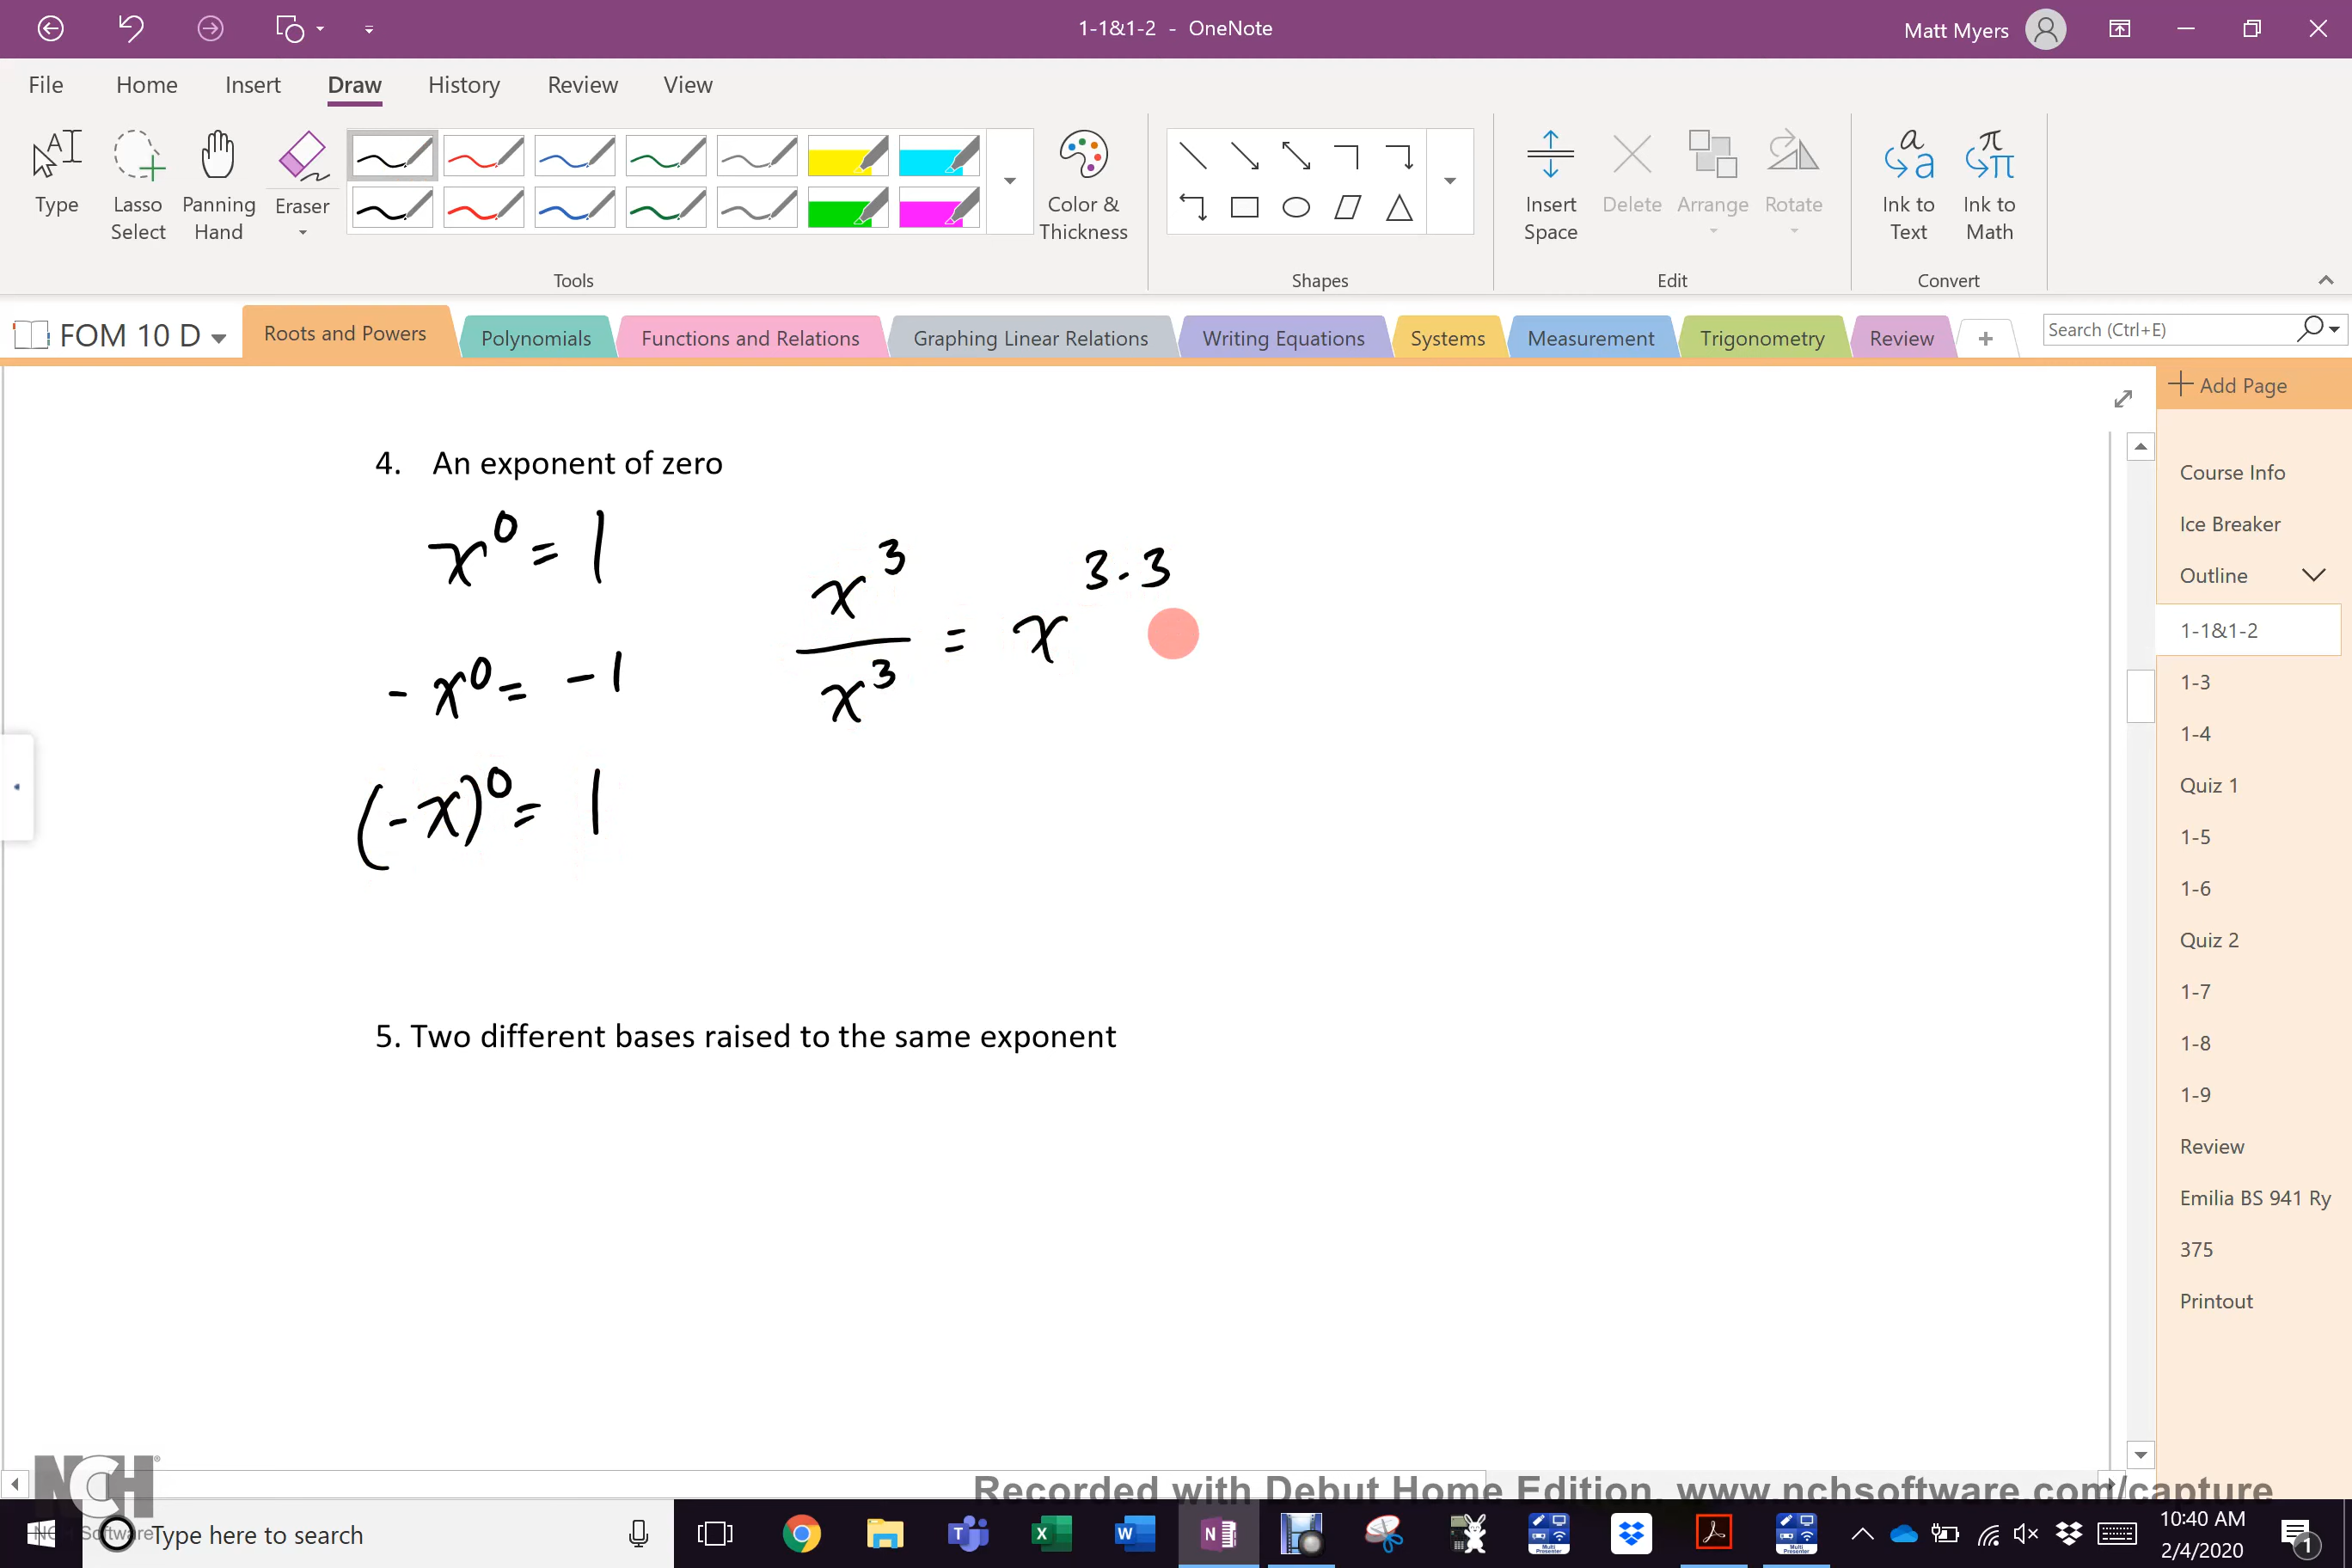 1-1&1-2 - OneNote
Matt Myers
File Home Insert Draw History Review View
Type
Lasso Select
Panning Hand
Eraser
Color & Thickness
Insert Space
Delete
Arrange
Rotate
Ink to Text
Ink to Math
Tools
Shapes
Edit
Convert
FOM 10 D
Roots and Powers
Polynomials
Functions and Relations
Graphing Linear Relations
Writing Equations
Systems
Measurement
Trigonometry
Review
Search (Ctrl+E)
Add Page
Course Info
Ice Breaker
Outline
1-1&1-2
1-3
1-4
Quiz 1
1-5
1-6
Quiz 2
1-7
1-8
1-9
Review
Emilia BS 941 Ry
375
Printout
4. An exponent of zero
x⁰ = 1
-x⁰ = -1
(-x)⁰ = 1
x³/x³ = x³⁻³
5. Two different bases raised to the same exponent
NCH®
NCH Software
Recorded with Debut Home Edition. www.nchsoftware.com/capture
Type here to search
10:40 AM
2/4/2020
1